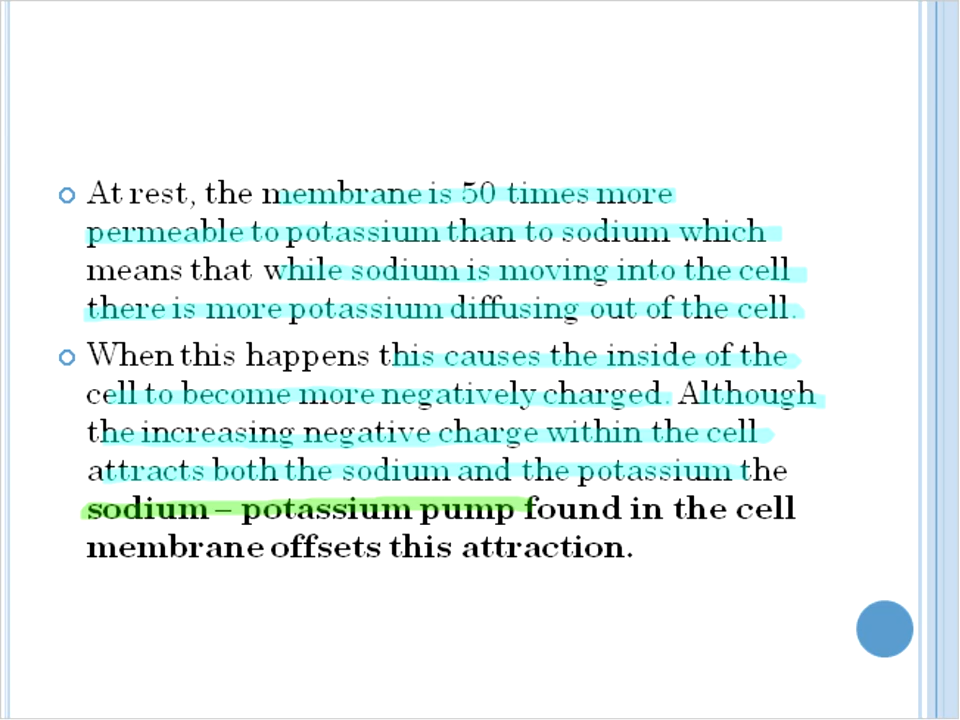 At rest, the membrane is 50 times more
permeable to potassium than to sodium which
means that while sodium is moving into the cell
there is more potassium diffusing out of the cell.
When this happens this causes the inside of the
cell to become more negatively charged. Although
the increasing negative charge within the cell
attracts both the sodium and the potassium the
sodium – potassium pump found in the cell
membrane offsets this attraction.